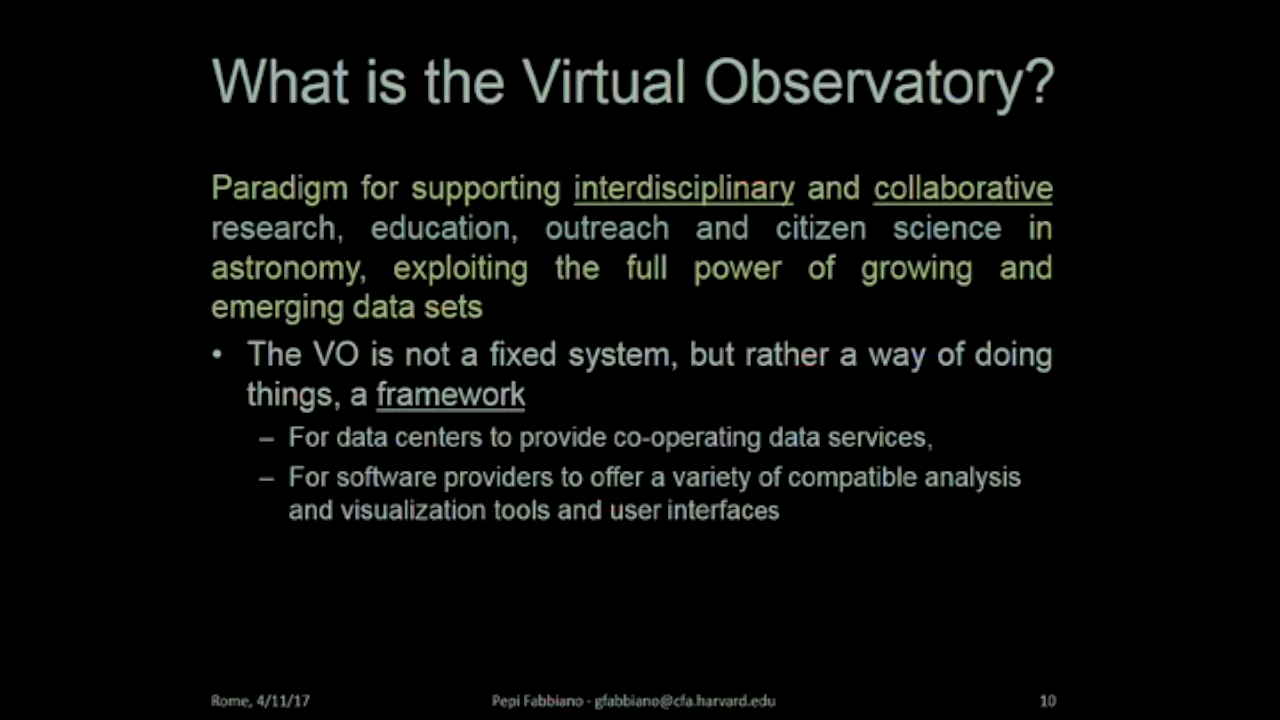 What is the Virtual Observatory?
Paradigm for supporting interdisciplinary and collaborative
research, education, outreach and citizen science in
astronomy, exploiting the full power of growing and
emerging data sets
• The VO is not a fixed system, but rather a way of doing
things, a framework
– For data centers to provide co-operating data services,
– For software providers to offer a variety of compatible analysis
and visualization tools and user interfaces
Rome, 4/11/17 Pepi Fabbiano - gfabbiano@cfa.harvard.edu 10